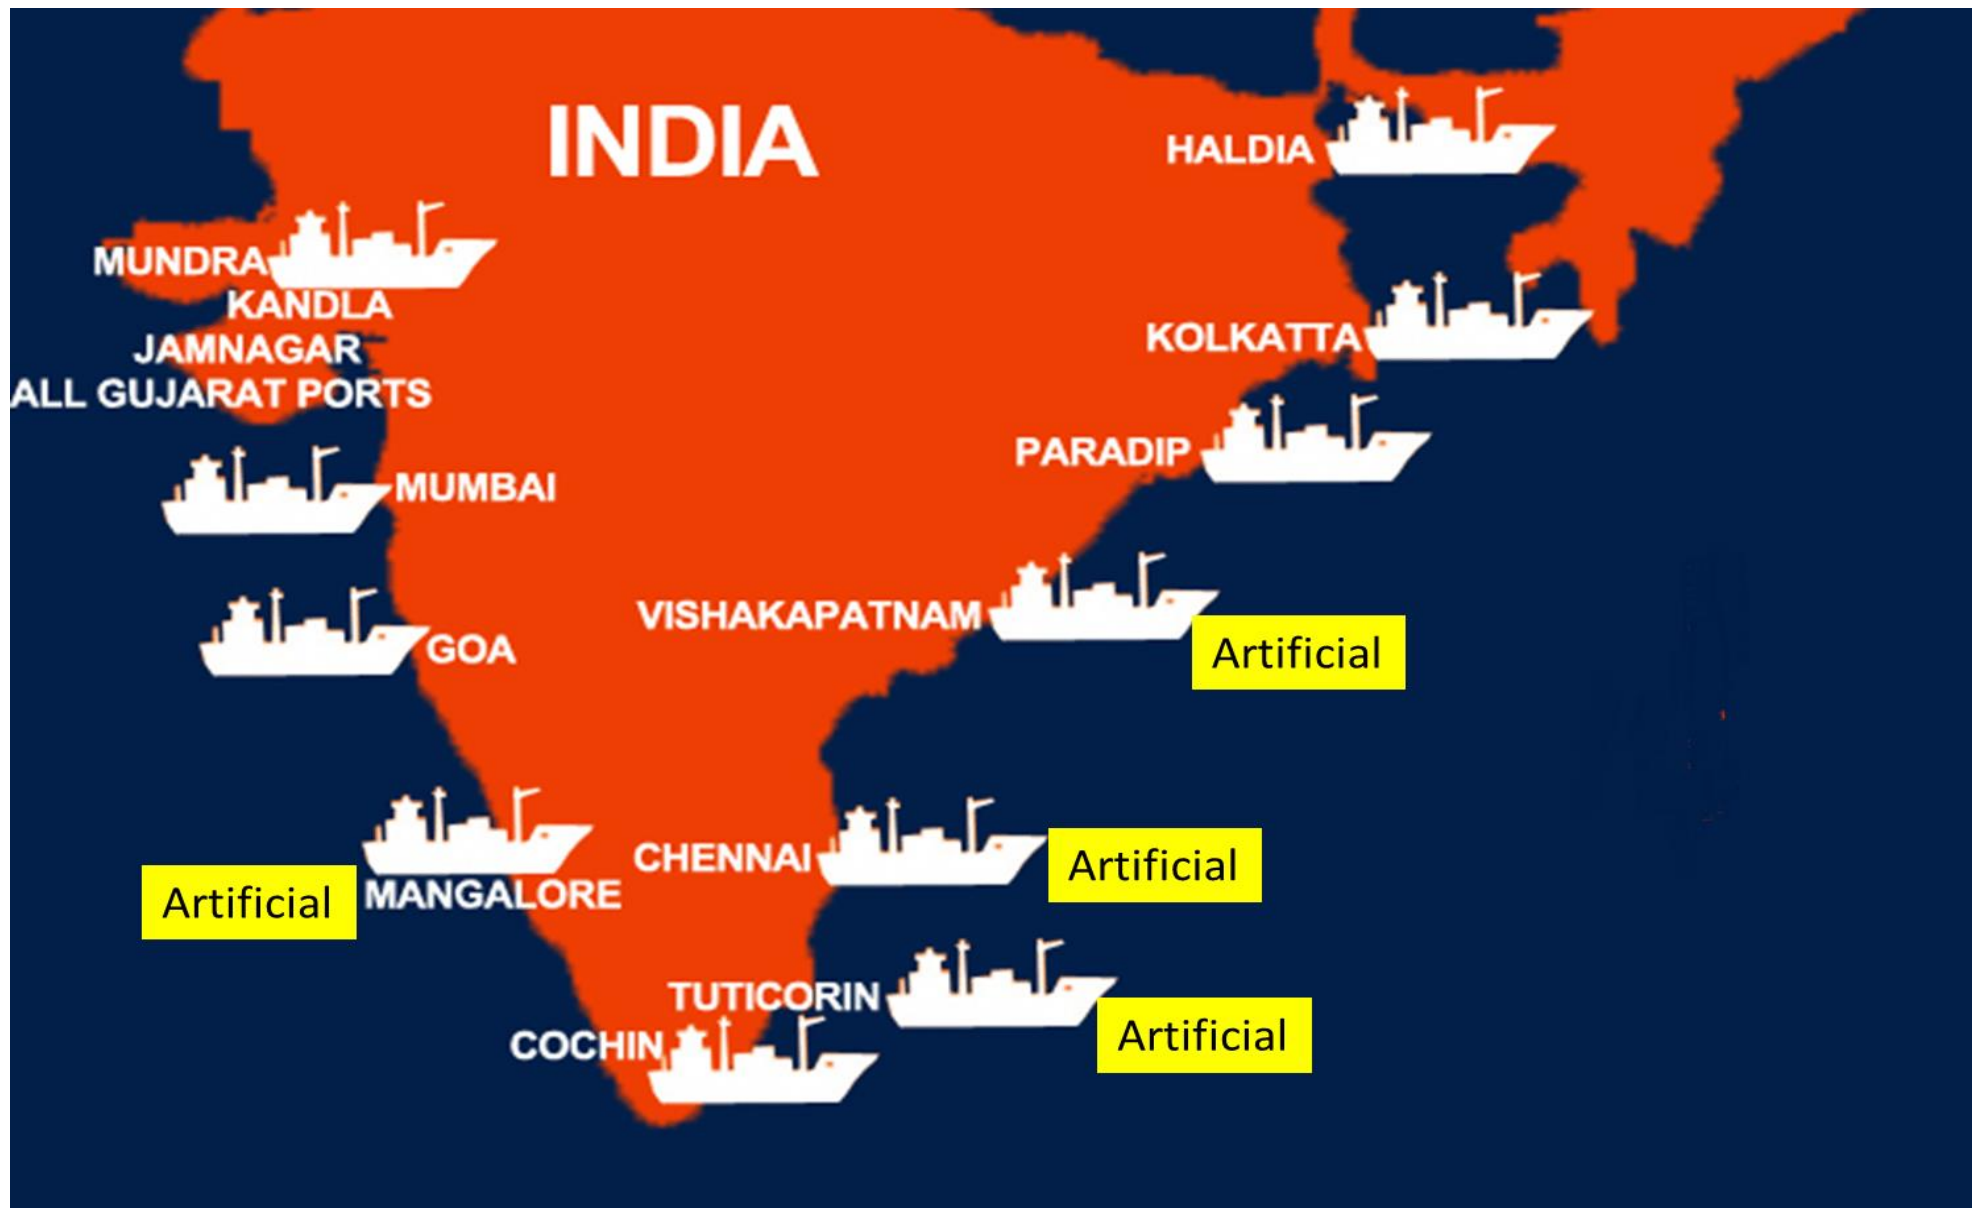 INDIA
HALDIA
MUNDRA
KANDLA
JAMNAGAR
ALL GUJARAT PORTS
KOLKATTA
PARADIP
MUMBAI
VISHAKAPATNAM
Artificial
GOA
CHENNAI
Artificial
Artificial
MANGALORE
TUTICORIN
Artificial
COCHIN